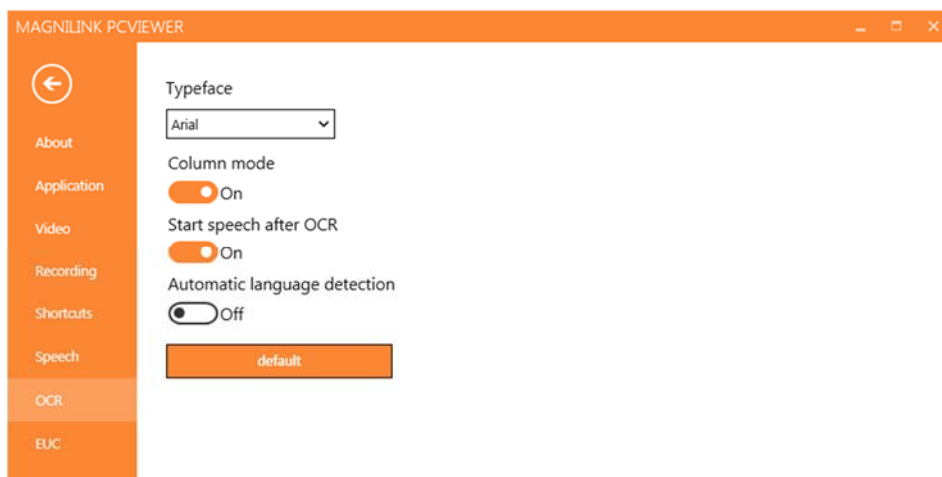 MAGNILINK PCVIEWER
About
Application
Video
Recording
Shortcuts
Speech
OCR
EUC
Typeface
Arial
Column mode
On
Start speech after OCR
On
Automatic language detection
Off
default